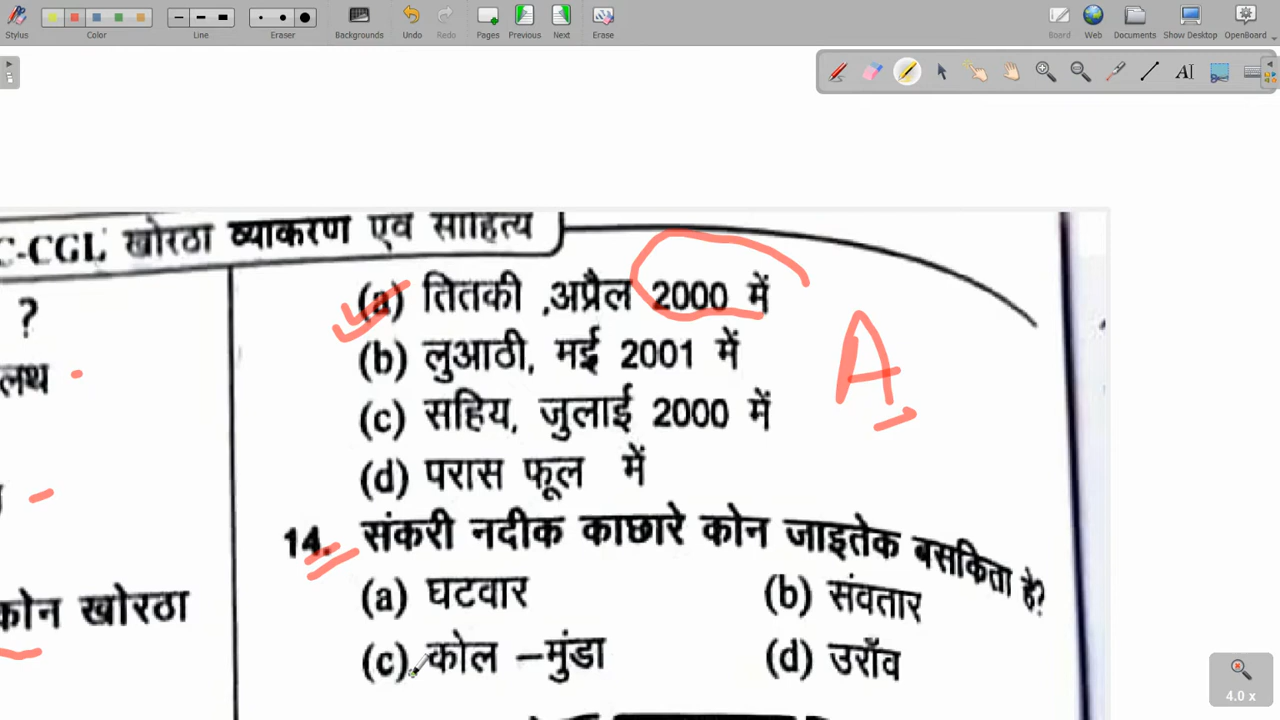 Stylus
Color
Line
Eraser
Backgrounds
Undo
Redo
Pages
Previous
Next
Erase
Board
Web
Documents
Show Desktop
OpenBoard
C-CGL खोरठा व्याकरण एवं साहित्य
?
लथ
कोन खोरठा
(a) तितकी ,अप्रैल 2000 में
A
(b) लुआठी, मई 2001 में
(c) सहिय, जुलाई 2000 में
(d) परास फूल में
14. संकरी नदीक काछारे कोन जाइतेक बसकिता हे?
(a) घटवार (b) संवतार
(c) कोल –मुंडा (d) उराँव
4.0 x